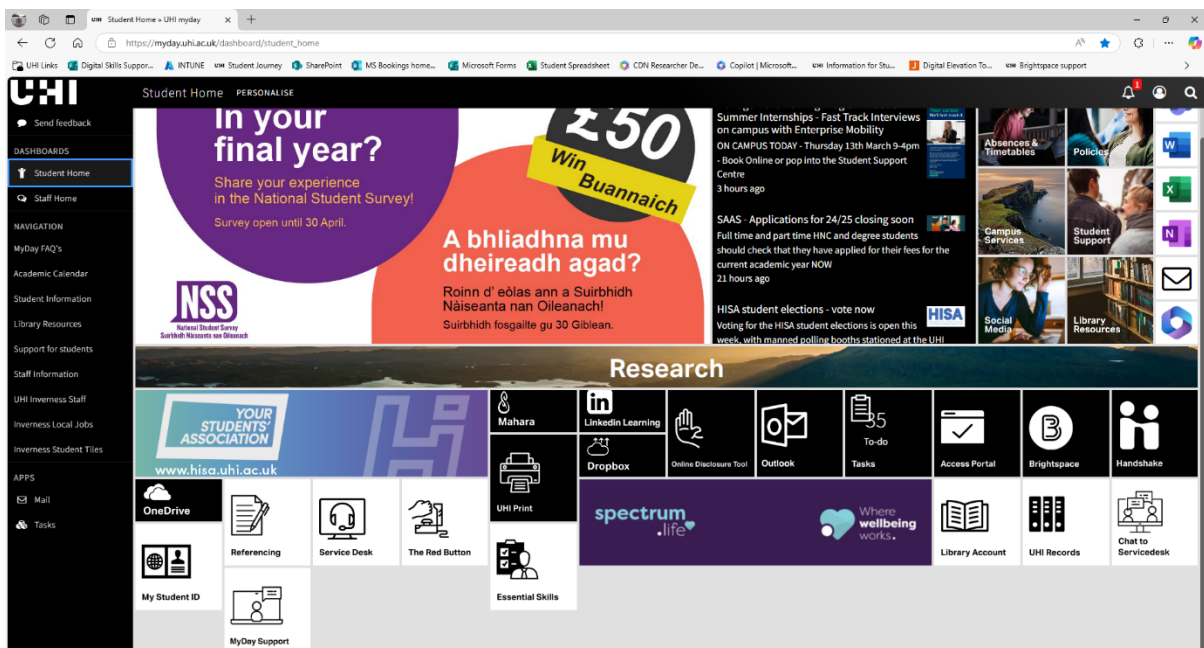 Student Home » UHI myday
https://myday.uhi.ac.uk/dashboard/student_home
UHI Links
Digital Skills Suppor...
INTUNE
Student Journey
SharePoint
MS Bookings home...
Microsoft Forms
Student Spreadsheet
CDN Researcher De...
Copilot | Microsoft...
Information for Stu...
Digital Elevation To...
Brightspace support
UHI
Student Home
PERSONALISE
1
Send feedback
DASHBOARDS
Student Home
Staff Home
NAVIGATION
MyDay FAQ's
Academic Calendar
Student Information
Library Resources
Support for students
Staff Information
UHI Inverness Staff
Inverness Local Jobs
Inverness Student Tiles
APPS
Mail
Tasks
In your
final year?
Share your experience
in the National Student Survey!
Survey open until 30 April.
NSS
National Student Survey
Suirbhidh Nàiseanta nan Oileanach
£50
Win
Buannaich
A bhliadhna mu
dheireadh agad?
Roinn d' eòlas ann a Suirbhidh
Nàiseanta nan Oileanach!
Suirbhidh fosgailte gu 30 Giblean.
Summer Internships - Fast Track Interviews
on campus with Enterprise Mobility
ON CAMPUS TODAY - Thursday 13th March 9-4pm
- Book Online or pop into the Student Support
Centre
3 hours ago
SAAS - Applications for 24/25 closing soon
Full time and part time HNC and degree students
should check that they have applied for their fees for the
current academic year NOW
21 hours ago
HISA student elections - vote now
HISA
Voting for the HISA student elections is open this
week, with manned polling booths stationed at the UHI
Absences &
Timetables
Policies
Campus
Services
Student
Support
Social
Media
Library
Resources
W
X
N
Research
YOUR
STUDENTS'
ASSOCIATION
www.hisa.uhi.ac.uk
Mahara
in
LinkedIn Learning
Dropbox
Online Disclosure Tool
Outlook
35
To-do
Tasks
Access Portal
B
Brightspace
Handshake
OneDrive
Referencing
Service Desk
The Red Button
UHI Print
spectrum
.life
Where
wellbeing
works.
Library Account
UHI Records
Chat to
Servicedesk
My Student ID
MyDay Support
Essential Skills